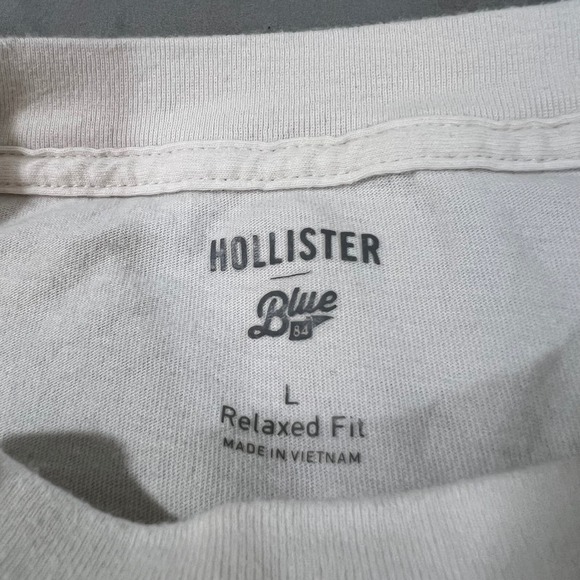 HOLLISTER
Blue
84
L
Relaxed Fit
MADE IN VIETNAM